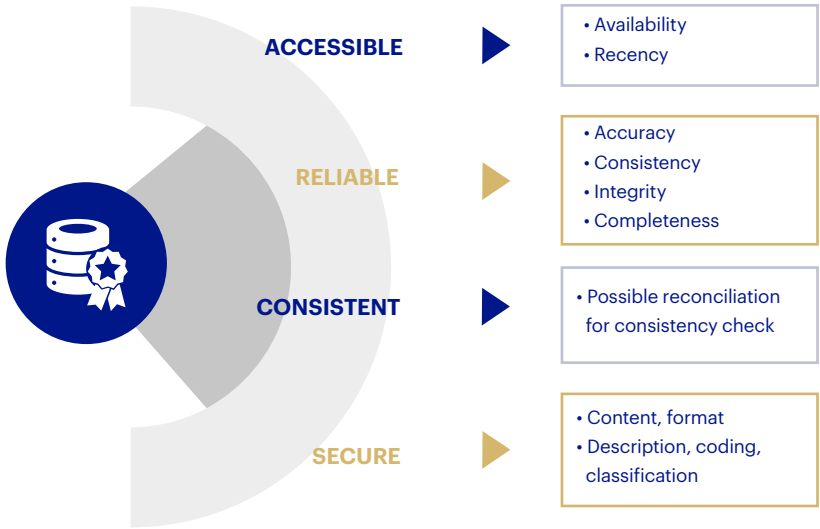 ACCESSIBLE
• Availability
• Recency
RELIABLE
• Accuracy
• Consistency
• Integrity
• Completeness
CONSISTENT
• Possible reconciliation
for consistency check
SECURE
• Content, format
• Description, coding,
classification